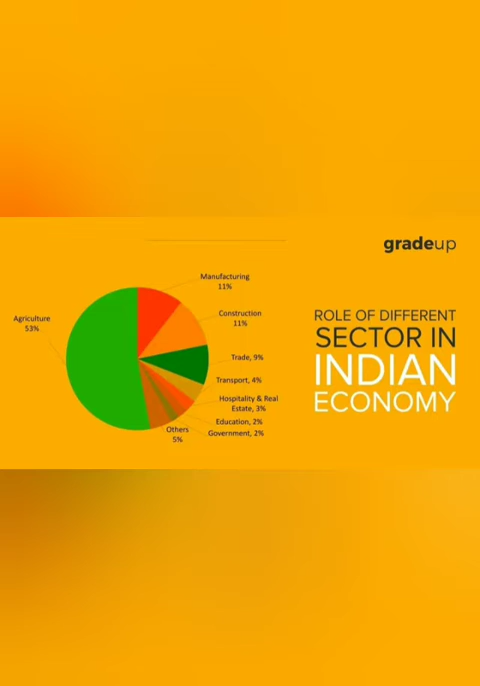 gradeup
ROLE OF DIFFERENT
SECTOR IN
INDIAN
ECONOMY
Manufacturing
11%
Construction
11%
Trade, 9%
Transport, 4%
Hospitality & Real
Estate, 3%
Education, 2%
Government, 2%
Others
5%
Agriculture
53%